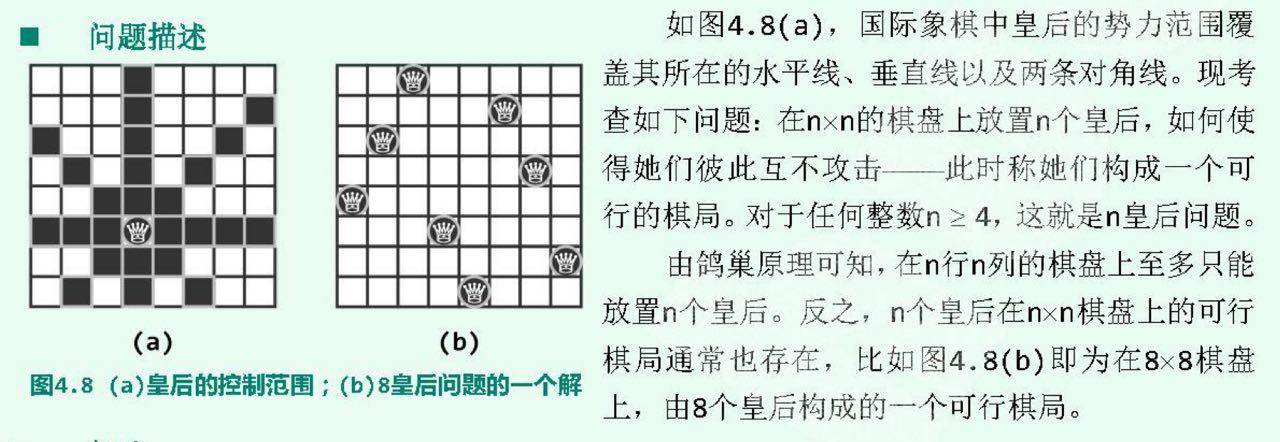 ■ 问题描述
(a)
(b)
图4.8 (a)皇后的控制范围；(b)8皇后问题的一个解
如图4.8(a)，国际象棋中皇后的势力范围覆
盖其所在的水平线、垂直线以及两条对角线。现考
查如下问题：在n×n的棋盘上放置n个皇后，如何使
得她们彼此互不攻击——此时称她们构成一个可
行的棋局。对于任何整数n ≥ 4，这就是n皇后问题。
由鸽巢原理可知，在n行n列的棋盘上至多只能
放置n个皇后。反之，n个皇后在n×n棋盘上的可行
棋局通常也存在，比如图4.8(b)即为在8×8棋盘
上，由8个皇后构成的一个可行棋局。